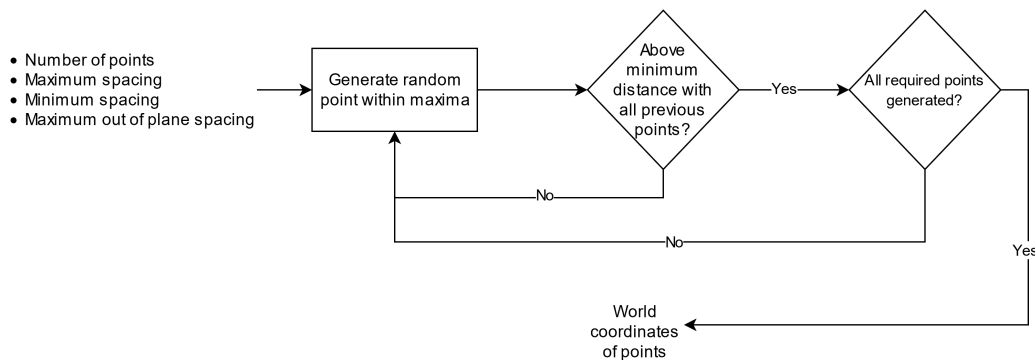 • Number of points
• Maximum spacing
• Minimum spacing
• Maximum out of plane spacing
Generate random
point within maxima
Above
minimum
distance with
all previous
points?
Yes
All required points
generated?
No
No
Yes
World
coordinates
of points